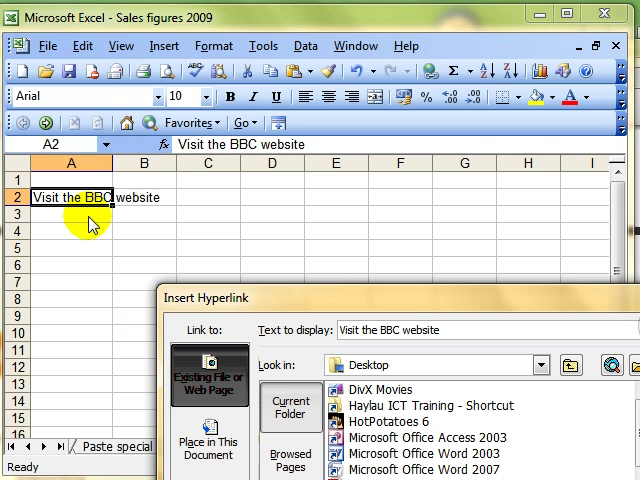 Microsoft Excel - Sales figures 2009
File Edit View Insert Format Tools Data Window Help
Arial 10 B I U
Favorites Go
A2 fx Visit the BBC website
A B C D E F G H I
1
2 Visit the BBC website
3
4
5
6
7
8
9
10
11
12
13
14
15
16
Insert Hyperlink
Link to: Text to display: Visit the BBC website
Existing File or Web Page
Look in: Desktop
Current Folder
DivX Movies
Haylau ICT Training - Shortcut
HotPotatoes 6
Place in This Document
Microsoft Office Access 2003
Browsed Pages
Microsoft Office Word 2003
Microsoft Office Word 2007
Paste special
Ready